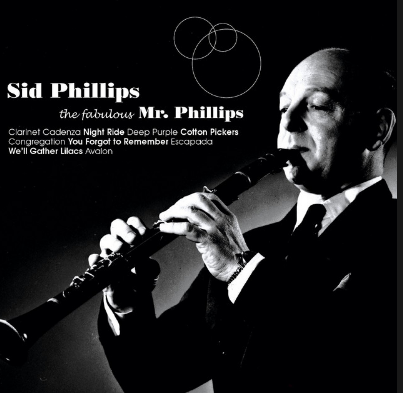 Sid Phillips
the fabulous Mr. Phillips
Clarinet Cadenza Night Ride Deep Purple Cotton Pickers
Congregation You Forgot to Remember Escapada
We'll Gather Lilacs Avalon